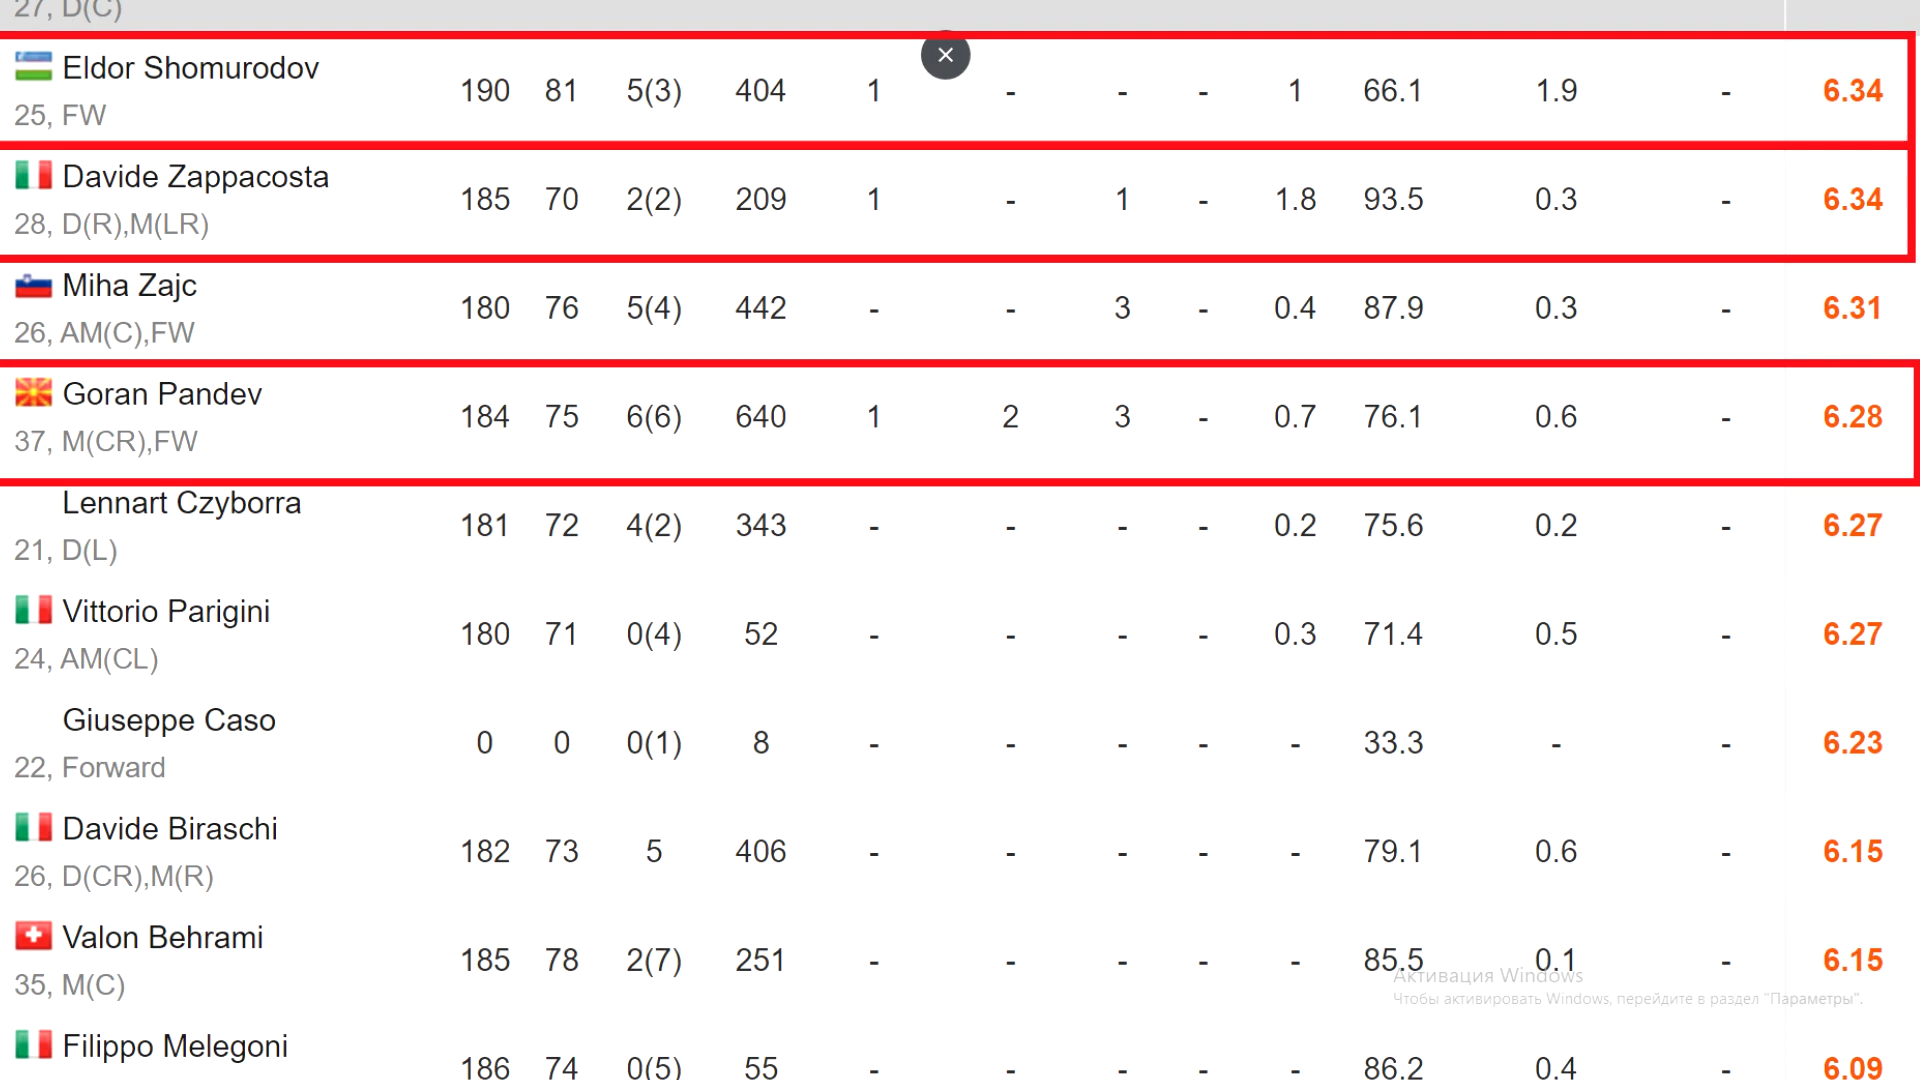 27, D(C)
Eldor Shomurodov
190 81 5(3) 404 1 - - - 1 66.1 1.9 - 6.34
25, FW
Davide Zappacosta
185 70 2(2) 209 1 - 1 - 1.8 93.5 0.3 - 6.34
28, D(R),M(LR)
Miha Zajc
180 76 5(4) 442 - - 3 - 0.4 87.9 0.3 - 6.31
26, AM(C),FW
Goran Pandev
184 75 6(6) 640 1 2 3 - 0.7 76.1 0.6 - 6.28
37, M(CR),FW
Lennart Czyborra
181 72 4(2) 343 - - - - 0.2 75.6 0.2 - 6.27
21, D(L)
Vittorio Parigini
180 71 0(4) 52 - - - - 0.3 71.4 0.5 - 6.27
24, AM(CL)
Giuseppe Caso
0 0 0(1) 8 - - - - - 33.3 - - 6.23
22, Forward
Davide Biraschi
182 73 5 406 - - - - - 79.1 0.6 - 6.15
26, D(CR),M(R)
Valon Behrami
185 78 2(7) 251 - - - - - 85.5 0.1 - 6.15
35, M(C)
Активация Windows
Чтобы активировать Windows, перейдите в раздел "Параметры".
Filippo Melegoni
186 74 0(5) 55 - - - - - 86.2 0.4 - 6.09